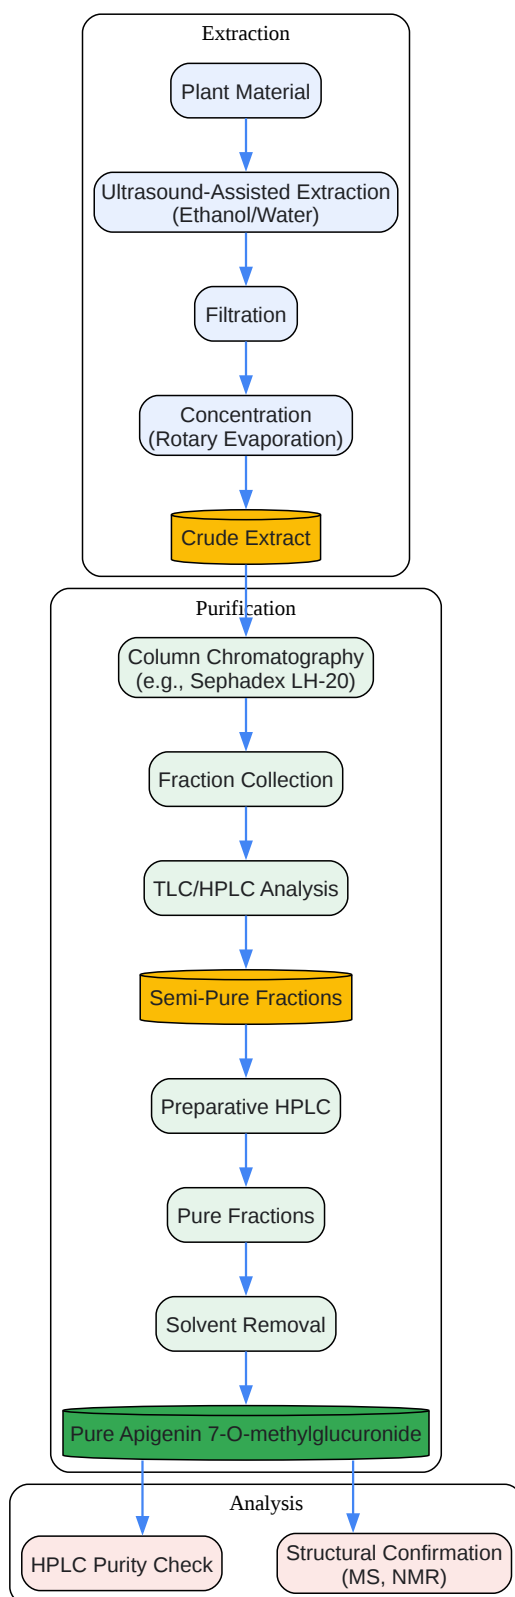 Extraction
Plant Material
Ultrasound-Assisted Extraction
(Ethanol/Water)
Filtration
Concentration
(Rotary Evaporation)
Crude Extract
Purification
Column Chromatography
(e.g., Sephadex LH-20)
Fraction Collection
TLC/HPLC Analysis
Semi-Pure Fractions
Preparative HPLC
Pure Fractions
Solvent Removal
Pure Apigenin 7-O-methylglucuronide
Analysis
HPLC Purity Check
Structural Confirmation
(MS, NMR)